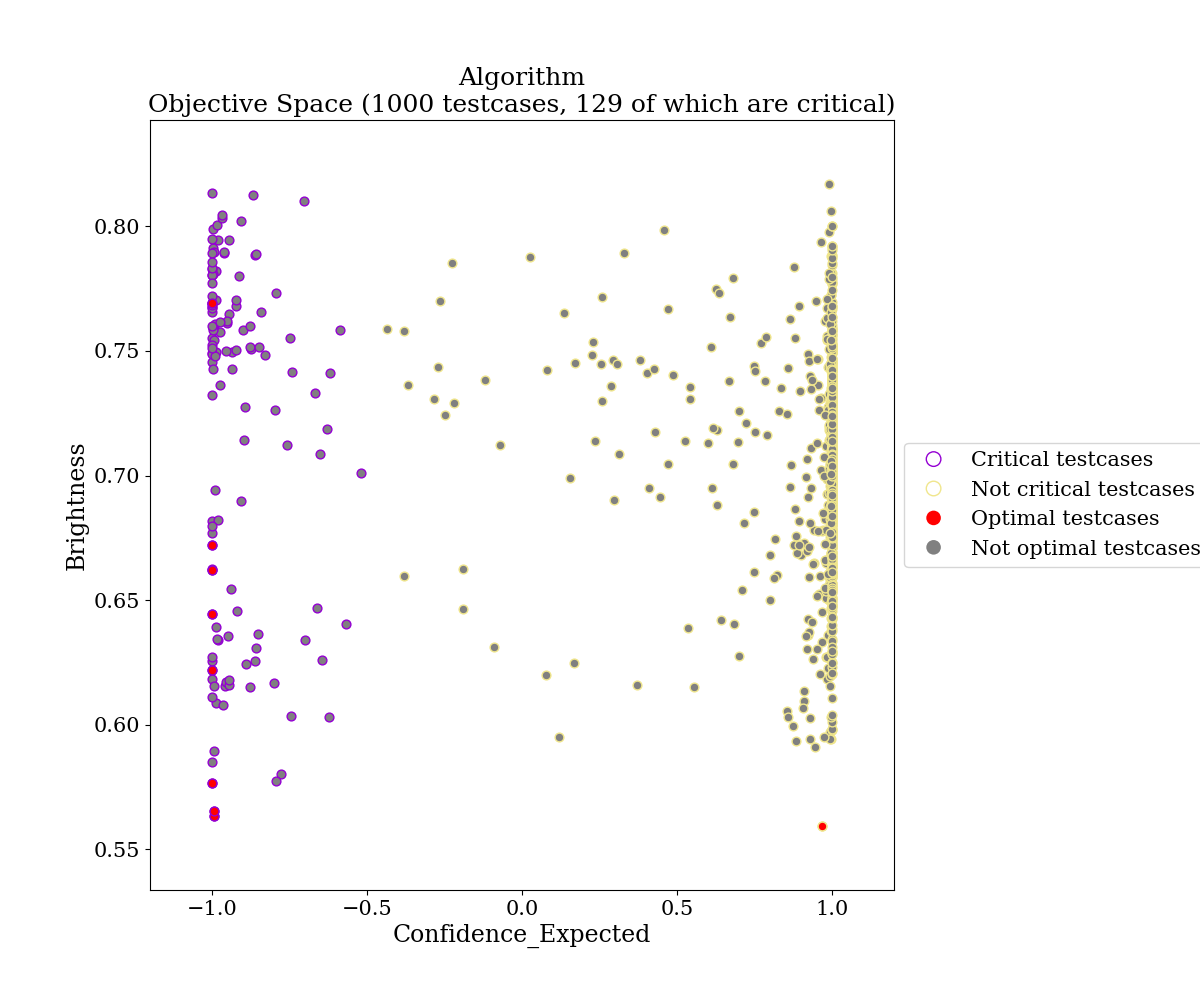 Algorithm
Objective Space (1000 testcases, 129 of which are critical)
0.80
0.75
0.70
0.65
0.60
0.55
Brightness
−1.0
−0.5
0.0
0.5
1.0
Confidence_Expected
Critical testcases
Not critical testcases
Optimal testcases
Not optimal testcases